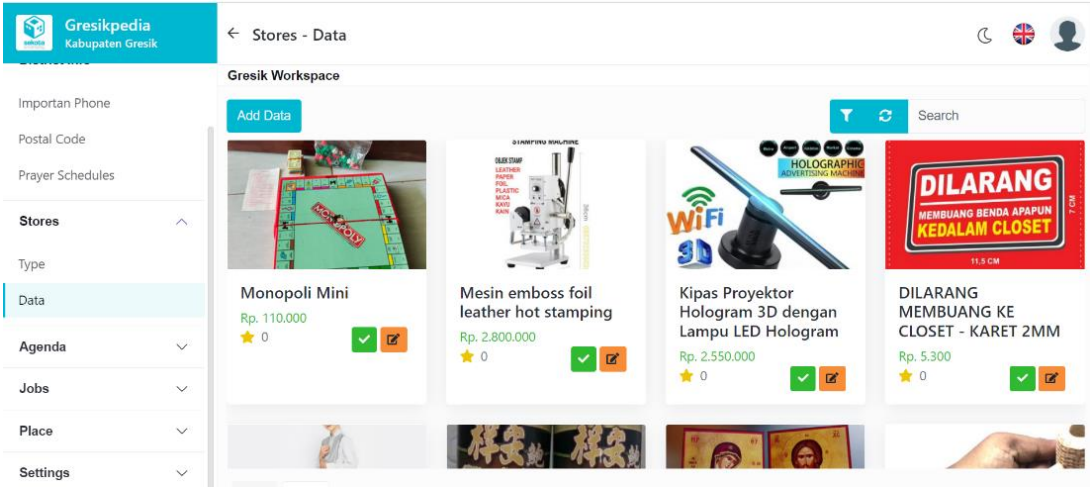 Gresikpedia
Kabupaten Gresik
Stores - Data
Gresik Workspace
Importan Phone
Postal Code
Prayer Schedules
Stores
Type
Data
Agenda
Jobs
Place
Settings
Add Data
Search
MONOPOLY
Monopoli Mini
Rp. 110.000
0
STAMPING MACHINE
LEATHER
PAPER
FOIL
PLASTIC
MICA
KAYU
KAIN
Mesin emboss foil
leather hot stamping
Rp. 2.800.000
0
HOLOGRAPHIC
ADVERTISING MACHINE
WiFi
3D
Kipas Proyektor
Hologram 3D dengan
Lampu LED Hologram
Rp. 2.550.000
0
DILARANG
MEMBUANG BENDA APAPUN
KEDALAM CLOSET
7 CM
11.5 CM
DILARANG
MEMBUANG KE
CLOSET - KARET 2MM
Rp. 5.300
0